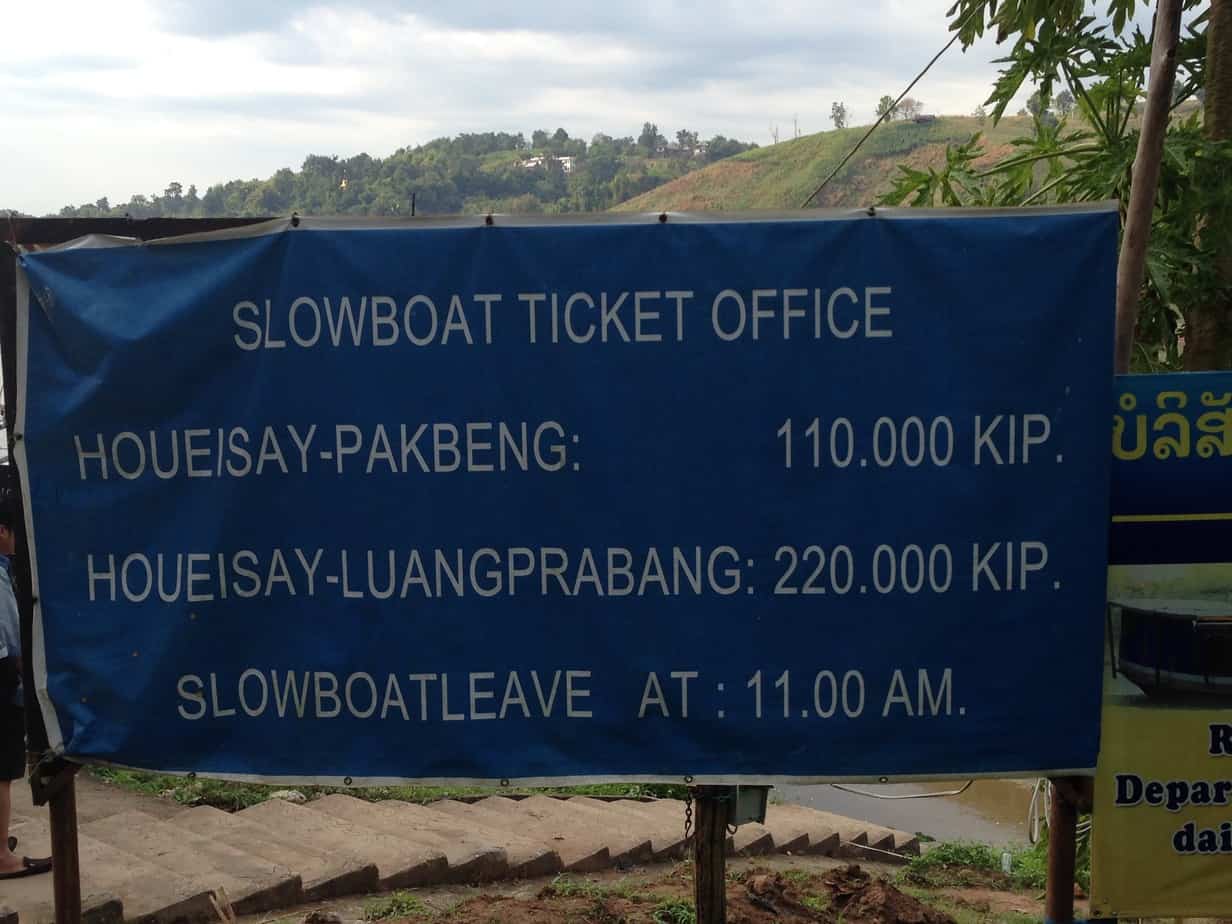 SLOWBOAT TICKET OFFICE
HOUEISAY-PAKBENG: 110.000 KIP.
HOUEISAY-LUANGPRABANG: 220.000 KIP.
SLOWBOATLEAVE AT : 11.00 AM.